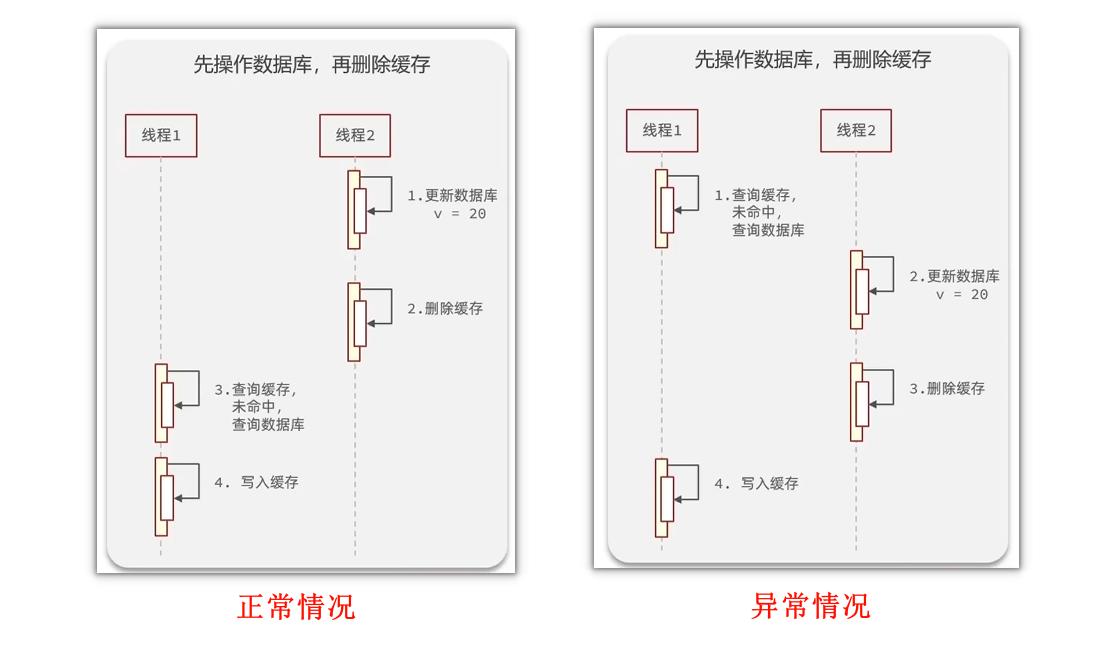 先操作数据库，再删除缓存
线程1
线程2
1.更新数据库
v = 20
2.删除缓存
3.查询缓存，
未命中，
查询数据库
4. 写入缓存
正常情况
先操作数据库，再删除缓存
线程1
线程2
1.查询缓存，
未命中，
查询数据库
2.更新数据库
v = 20
3.删除缓存
4. 写入缓存
异常情况